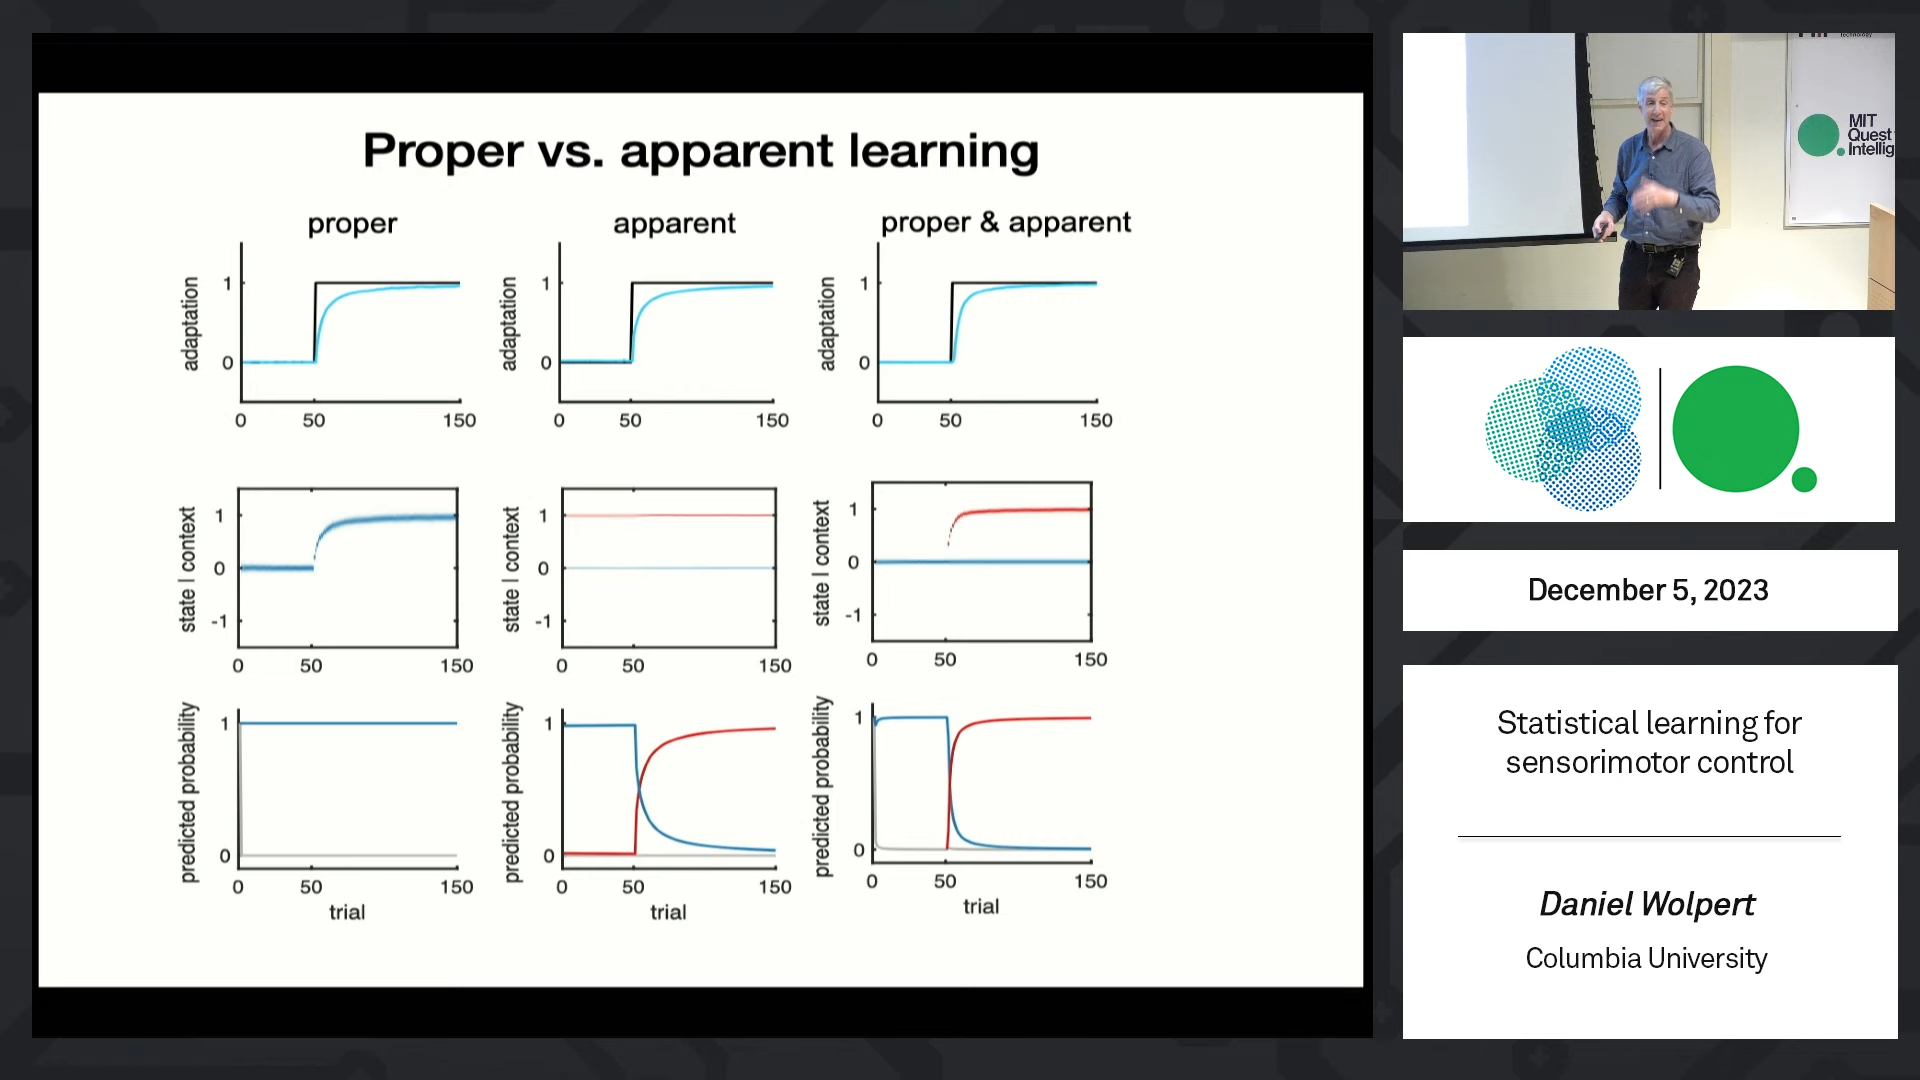 Proper vs. apparent learning
proper
apparent
proper & apparent
adaptation
1
0
0 50 150
adaptation
1
0
0 50 150
adaptation
1
0
0 50 150
state | context
1
0
-1
0 50 150
state | context
1
0
-1
0 50 150
state | context
1
0
-1
0 50 150
predicted probability
1
0
0 50 150
trial
predicted probability
1
0
0 50 150
trial
predicted probability
1
0
0 50 150
trial
MIT
Quest
Intellig
December 5, 2023
Statistical learning for
sensorimotor control
Daniel Wolpert
Columbia University